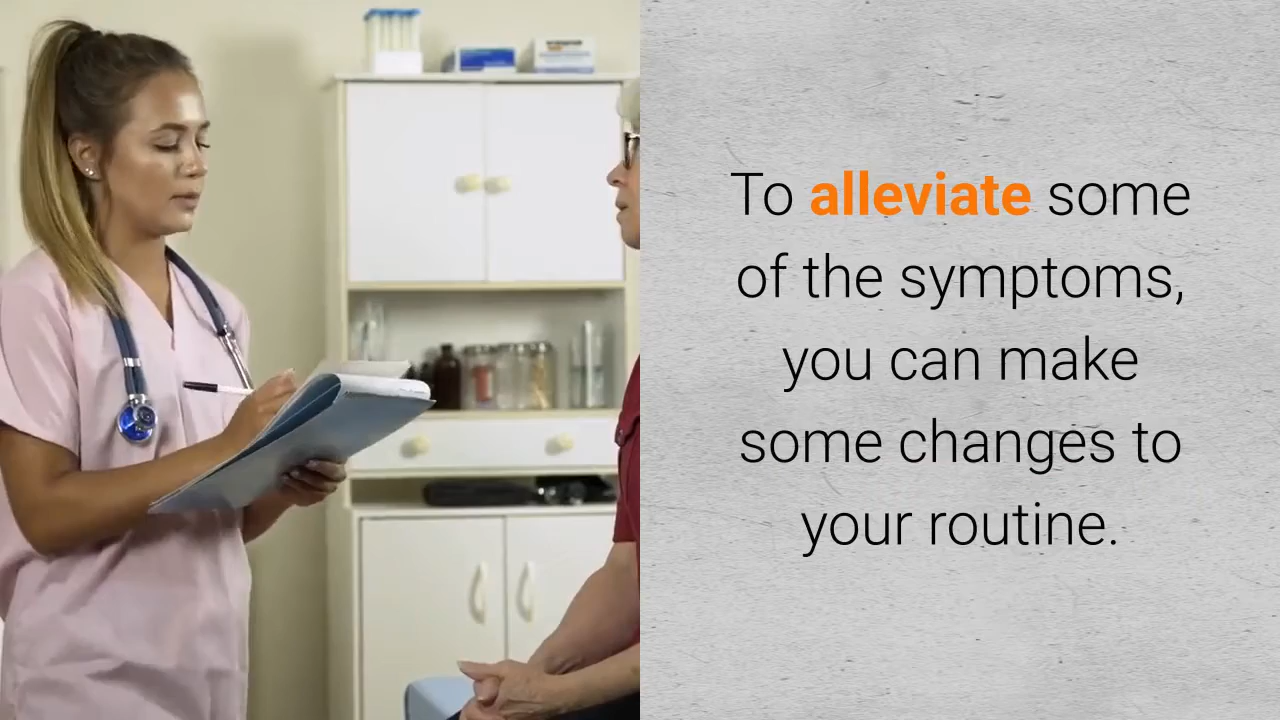 To alleviate some
of the symptoms,
you can make
some changes to
your routine.